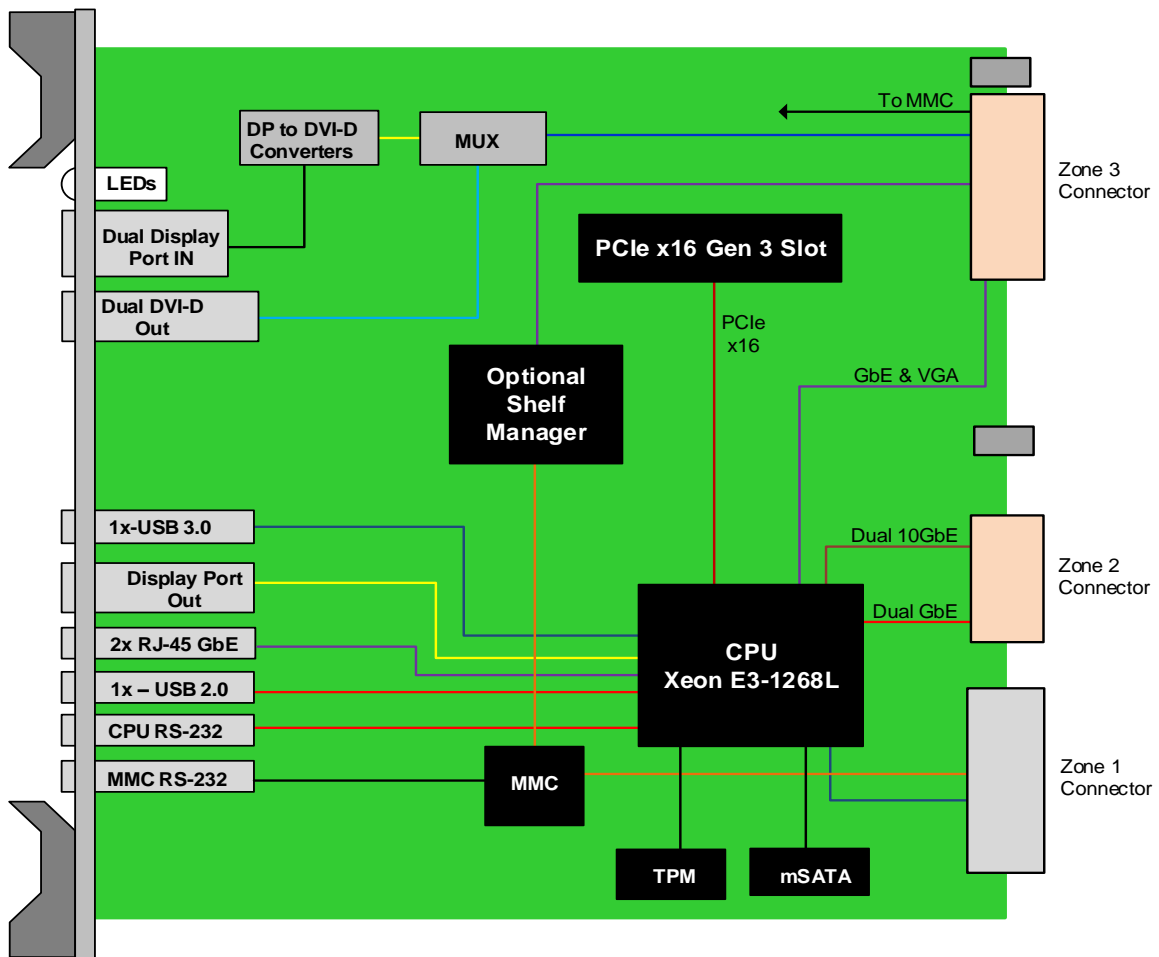 To MMC
DP to DVI-D
Converters
MUX
Zone 3
Connector
LEDs
Dual Display
Port IN
PCIe x16 Gen 3 Slot
Dual DVI-D
Out
PCIe
x16
Optional
Shelf
Manager
GbE & VGA
1x-USB 3.0
Dual 10GbE
Display Port
Out
Zone 2
Connector
Dual GbE
2x RJ-45 GbE
CPU
Xeon E3-1268L
1x – USB 2.0
CPU RS-232
MMC RS-232
MMC
Zone 1
Connector
TPM
mSATA